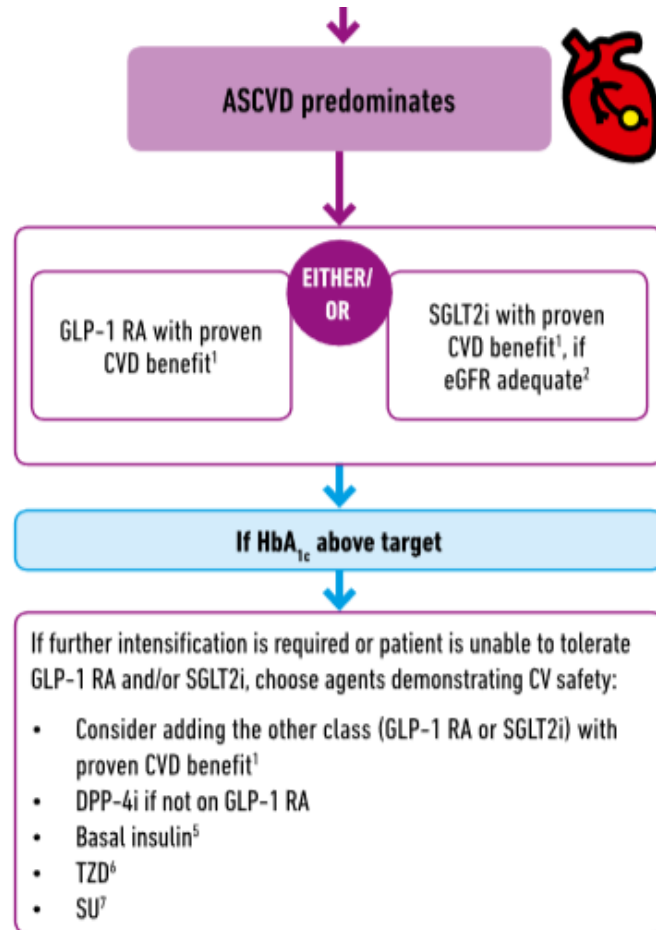 ASCVD predominates
EITHER/
OR
GLP-1 RA with proven
CVD benefit¹
SGLT2i with proven
CVD benefit¹, if
eGFR adequate²
If HbA₁c above target
If further intensification is required or patient is unable to tolerate
GLP-1 RA and/or SGLT2i, choose agents demonstrating CV safety:
• Consider adding the other class (GLP-1 RA or SGLT2i) with
proven CVD benefit¹
• DPP-4i if not on GLP-1 RA
• Basal insulin⁵
• TZD⁶
• SU⁷